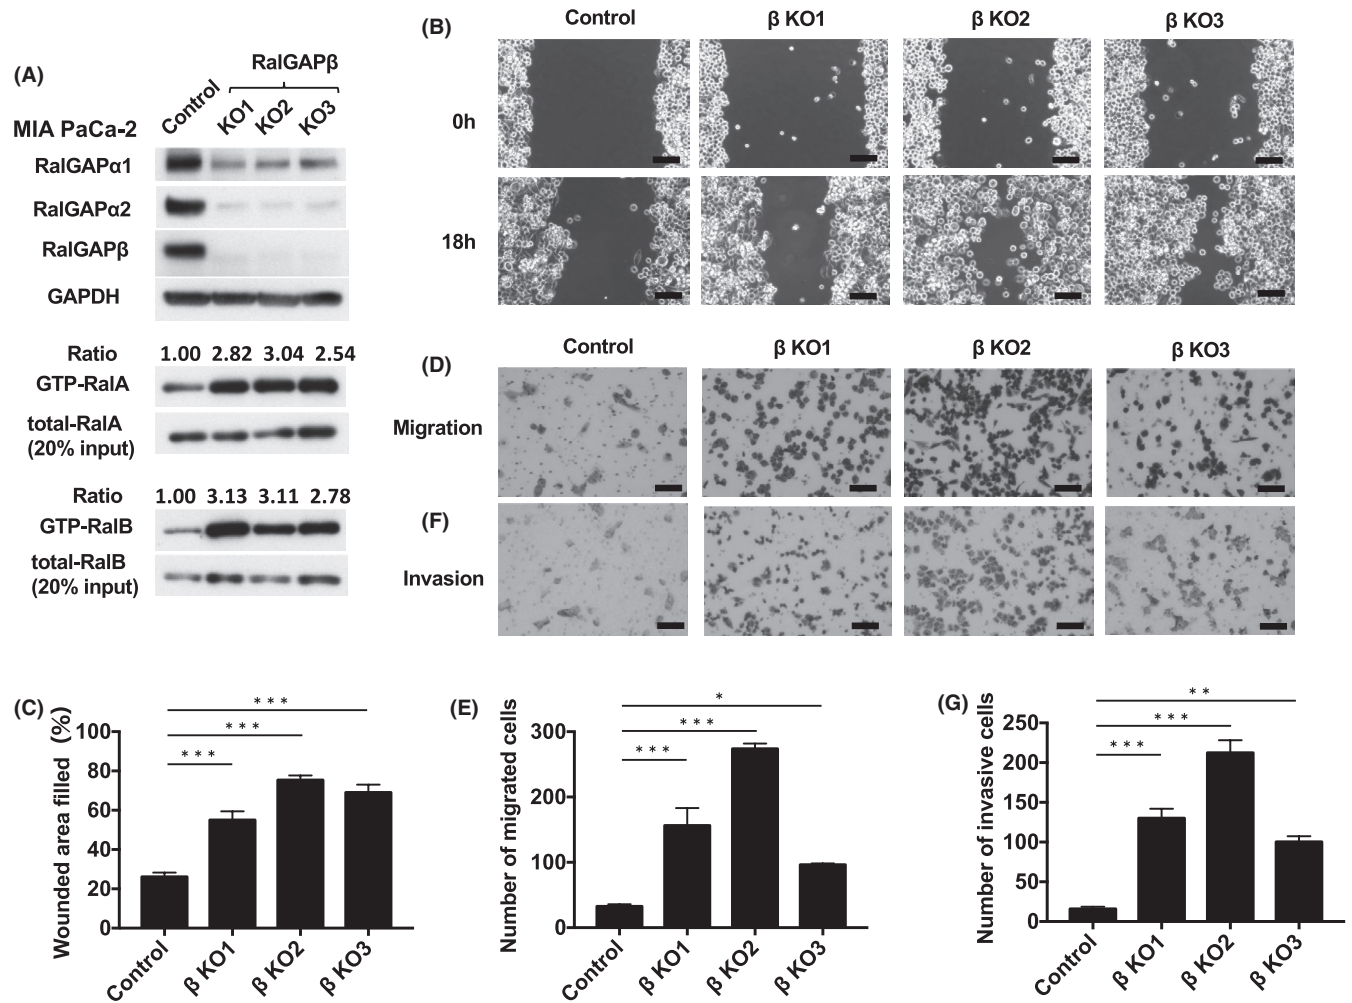 (A)
RalGAPβ
Control KO1 KO2 KO3
MIA PaCa-2
RalGAPα1
RalGAPα2
RalGAPβ
GAPDH
Ratio 1.00 2.82 3.04 2.54
GTP-RalA
total-RalA
(20% input)
Ratio 1.00 3.13 3.11 2.78
GTP-RalB
total-RalB
(20% input)
(B)
Control β KO1 β KO2 β KO3
0h
18h
(D)
Control β KO1 β KO2 β KO3
Migration
(F)
Invasion
(C)
Wounded area filled (%)
100
80
60
40
20
0
* * *
* * *
* * *
Control β KO1 β KO2 β KO3
(E)
Number of migrated cells
300
200
100
0
*
* * *
* * *
Control β KO1 β KO2 β KO3
(G)
Number of invasive cells
250
200
150
100
50
0
* *
* * *
* * *
Control β KO1 β KO2 β KO3